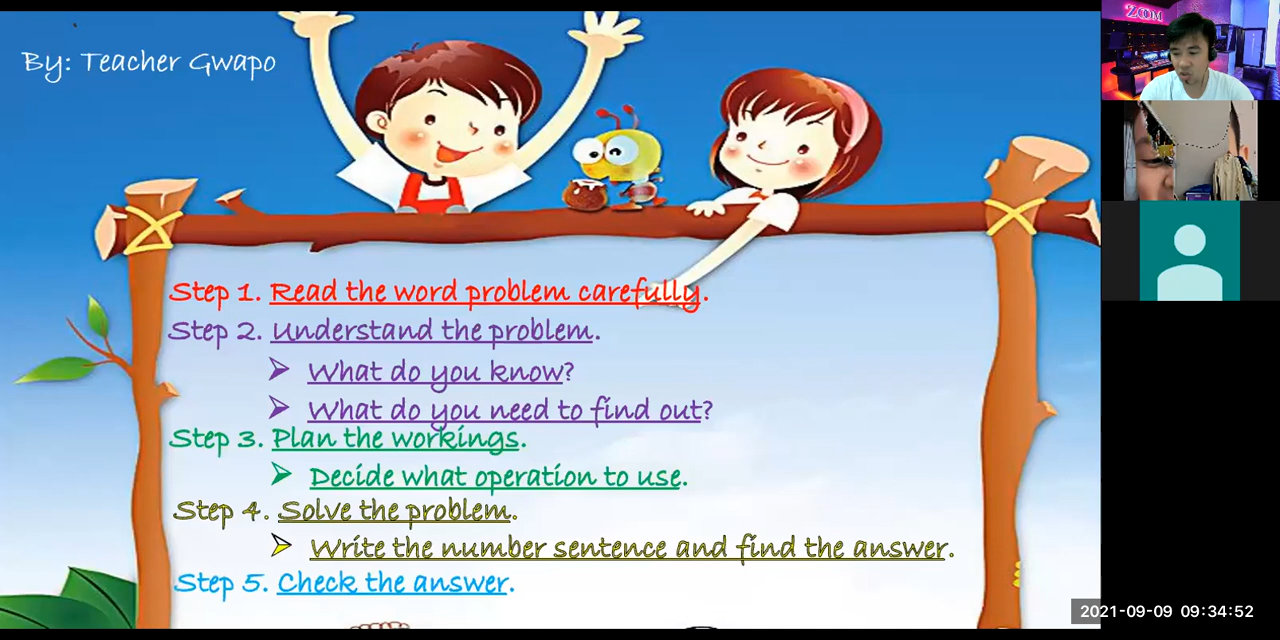 By: Teacher Gwapo
ZOOM
Step 1. Read the word problem carefully.
Step 2. Understand the problem.
What do you know?
What do you need to find out?
Step 3. Plan the workings.
Decide what operation to use.
Step 4. Solve the problem.
Write the number sentence and find the answer.
Step 5. Check the answer.
2021-09-09 09:34:52